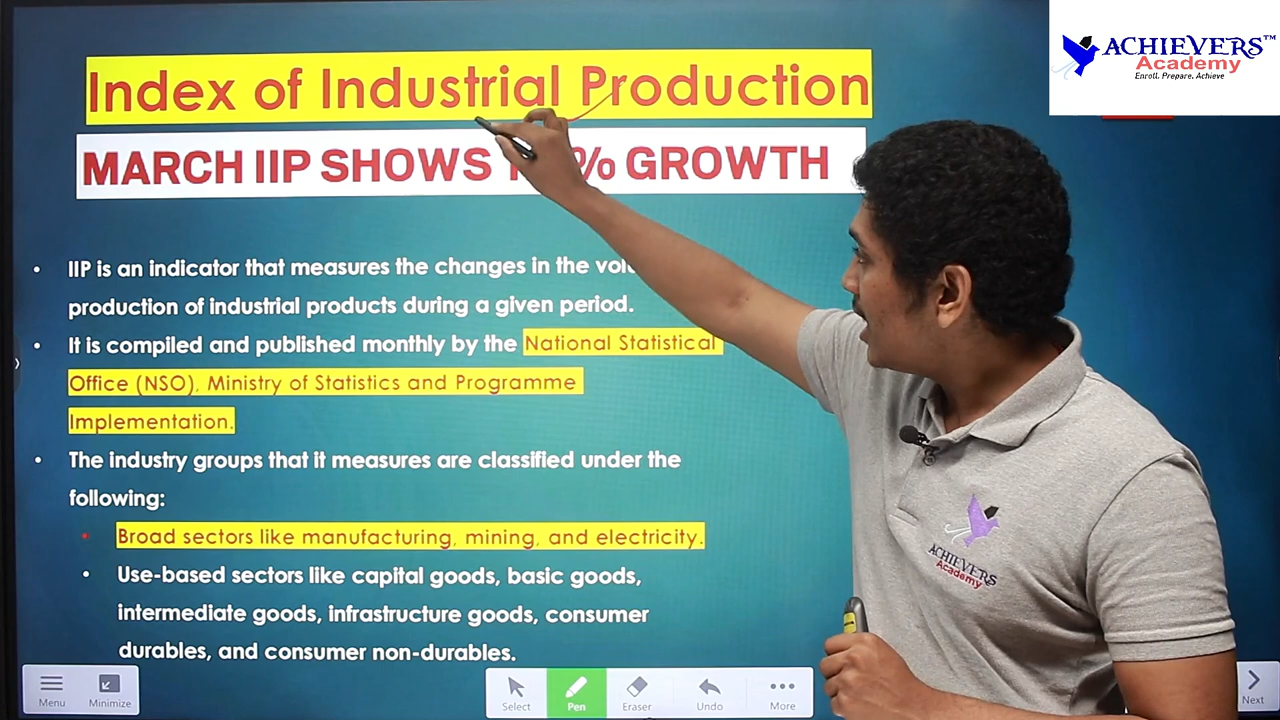 ACHIEVERS™
Academy
Enroll. Prepare. Achieve
Index of Industrial Production
MARCH IIP SHOWS % GROWTH
• IIP is an indicator that measures the changes in the
production of industrial products during a given period.
• It is compiled and published monthly by the National Statistical
Office (NSO), Ministry of Statistics and Programme
Implementation.
• The industry groups that it measures are classified under the
following:
• Broad sectors like manufacturing, mining, and electricity.
• Use-based sectors like capital goods, basic goods,
intermediate goods, infrastructure goods, consumer
durables, and consumer non-durables.
ACHIEVERS
Academy
Menu Minimize Select Pen Eraser Undo More Next